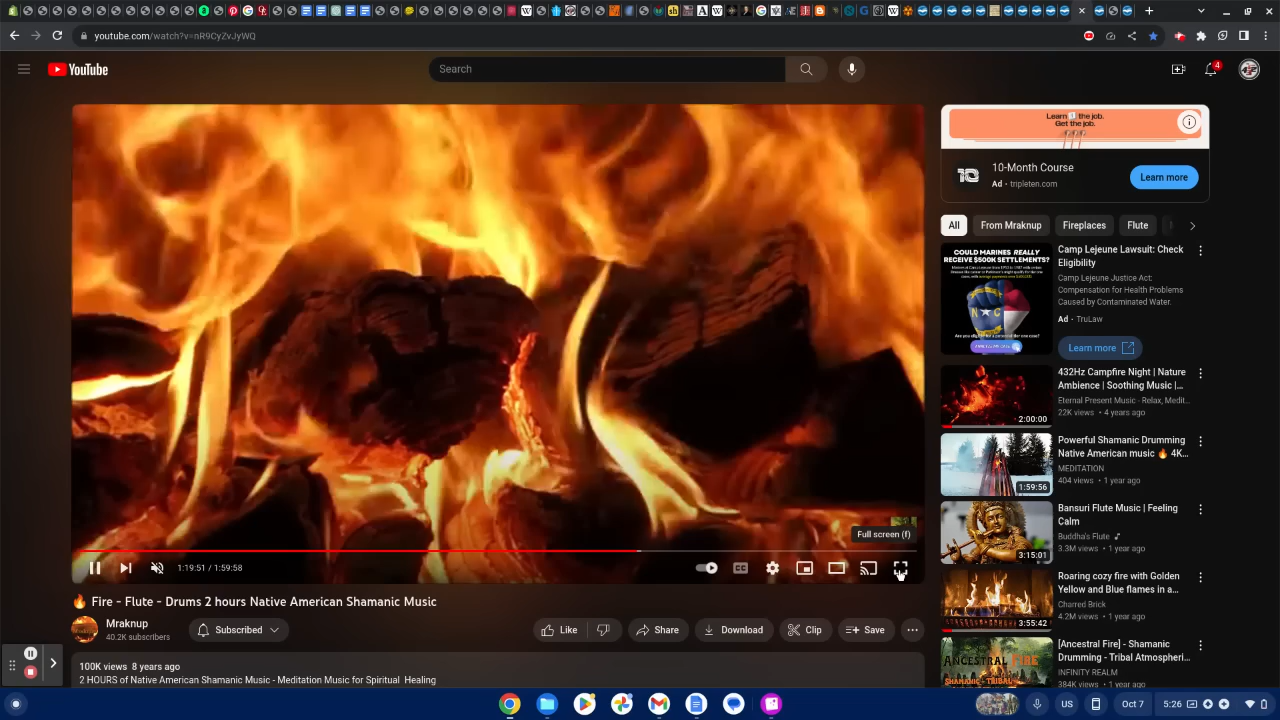 youtube.com/watch?v=nR9CyZvJyWQ
YouTube
Search
4
Learn the job.
Get the job.
10-Month Course
Ad · tripleten.com
Learn more
All
From Mraknup
Fireplaces
Flute
COULD MARINES REALLY
RECEIVE $500K SETTLEMENTS?
Camp Lejeune Lawsuit: Check
Eligibility
Camp Lejeune Justice Act:
Compensation for Health Problems
Caused by Contaminated Water.
Ad · TruLaw
Learn more
432Hz Campfire Night | Nature
Ambience | Soothing Music |...
Eternal Present Music - Relax, Medit...
22K views • 4 years ago
2:00:00
Powerful Shamanic Drumming
Native American music 🔥 4K...
MEDITATION
404 views • 1 year ago
1:59:56
Bansuri Flute Music | Feeling
Calm
Buddha's Flute
3.3M views • 1 year ago
3:15:01
Roaring cozy fire with Golden
Yellow and Blue flames in a...
Charred Brick
4.2M views • 1 year ago
3:55:42
[Ancestral Fire] - Shamanic
Drumming - Tribal Atmospheri...
INFINITY REALM
384K views • 1 year ago
ANCESTRAL FIRE
SHAMANIC - TRIBAL
Full screen (f)
1:19:51 / 1:59:58
🔥 Fire - Flute - Drums 2 hours Native American Shamanic Music
Mraknup
40.2K subscribers
Subscribed
Like
Share
Download
Clip
Save
100K views 8 years ago
2 HOURS of Native American Shamanic Music - Meditation Music for Spiritual Healing
US
Oct 7
5:26